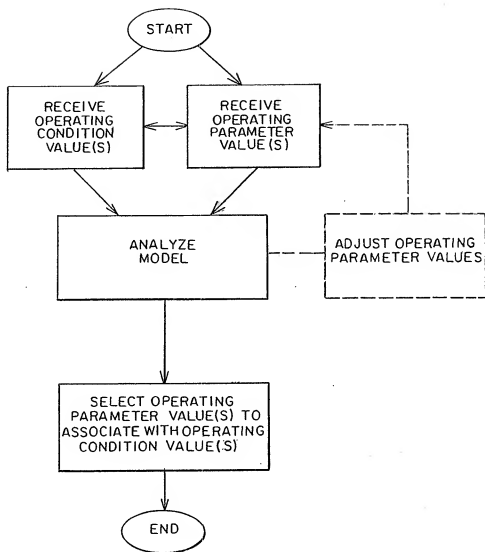 START
RECEIVE
OPERATING
CONDITION
VALUE(S)
RECEIVE
OPERATING
PARAMETER
VALUE(S)
ANALYZE
MODEL
ADJUST OPERATING
PARAMETER VALUES
SELECT OPERATING
PARAMETER VALUE(S) TO
ASSOCIATE WITH OPERATING
CONDITION VALUE(S)
END